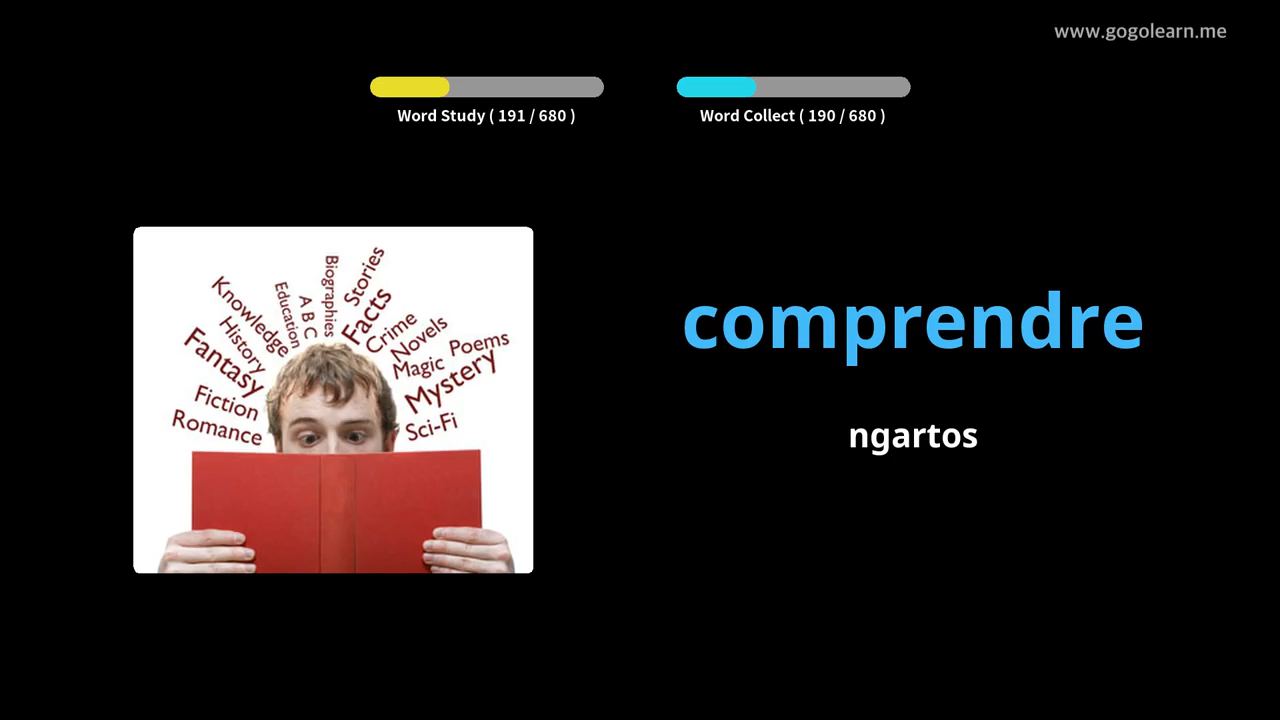 www.gogolearn.me
Word Study ( 191 / 680 )
Word Collect ( 190 / 680 )
Knowledge
Education
A B C
Biographies
Stories
Facts
Crime
Novels
Poems
History
Fantasy
Magic
Mystery
Fiction
Romance
Sci-Fi
comprendre
ngartos